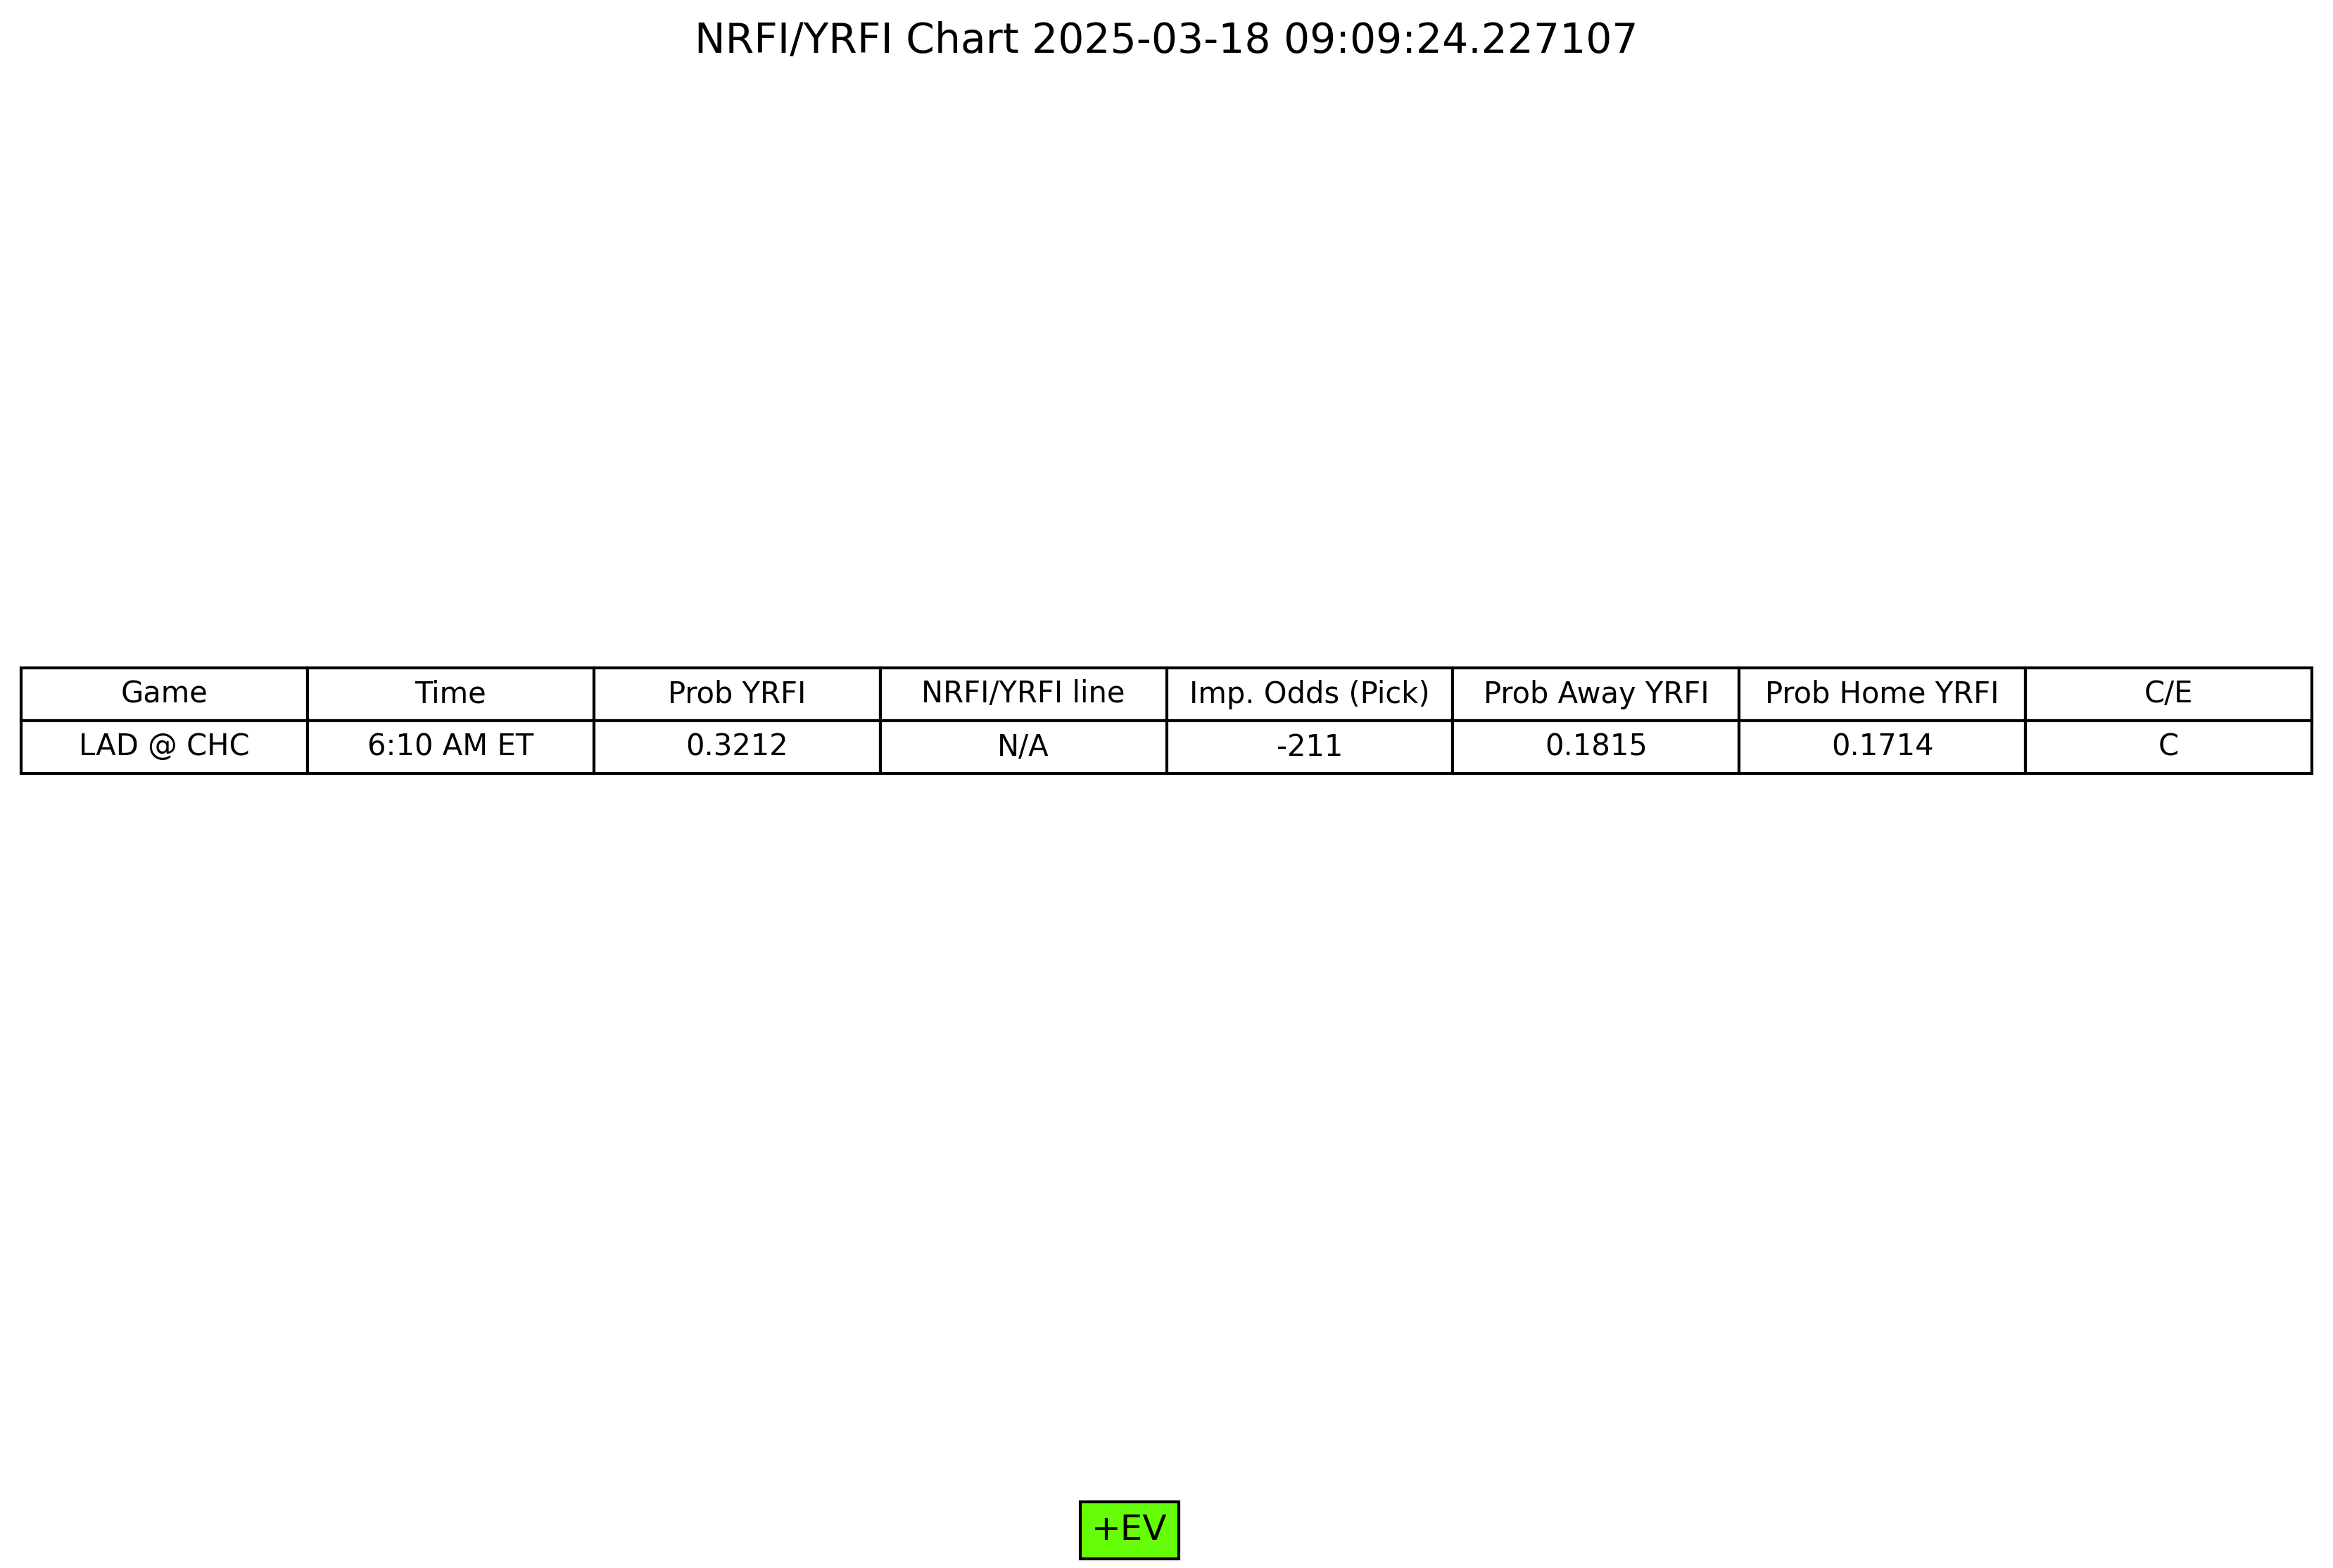 NRFI/YRFI Chart 2025-03-18 09:09:24.227107
Game Time Prob YRFI NRFI/YRFI line Imp. Odds (Pick) Prob Away YRFI Prob Home YRFI C/E
LAD @ CHC 6:10 AM ET 0.3212 N/A -211 0.1815 0.1714 C
+EV